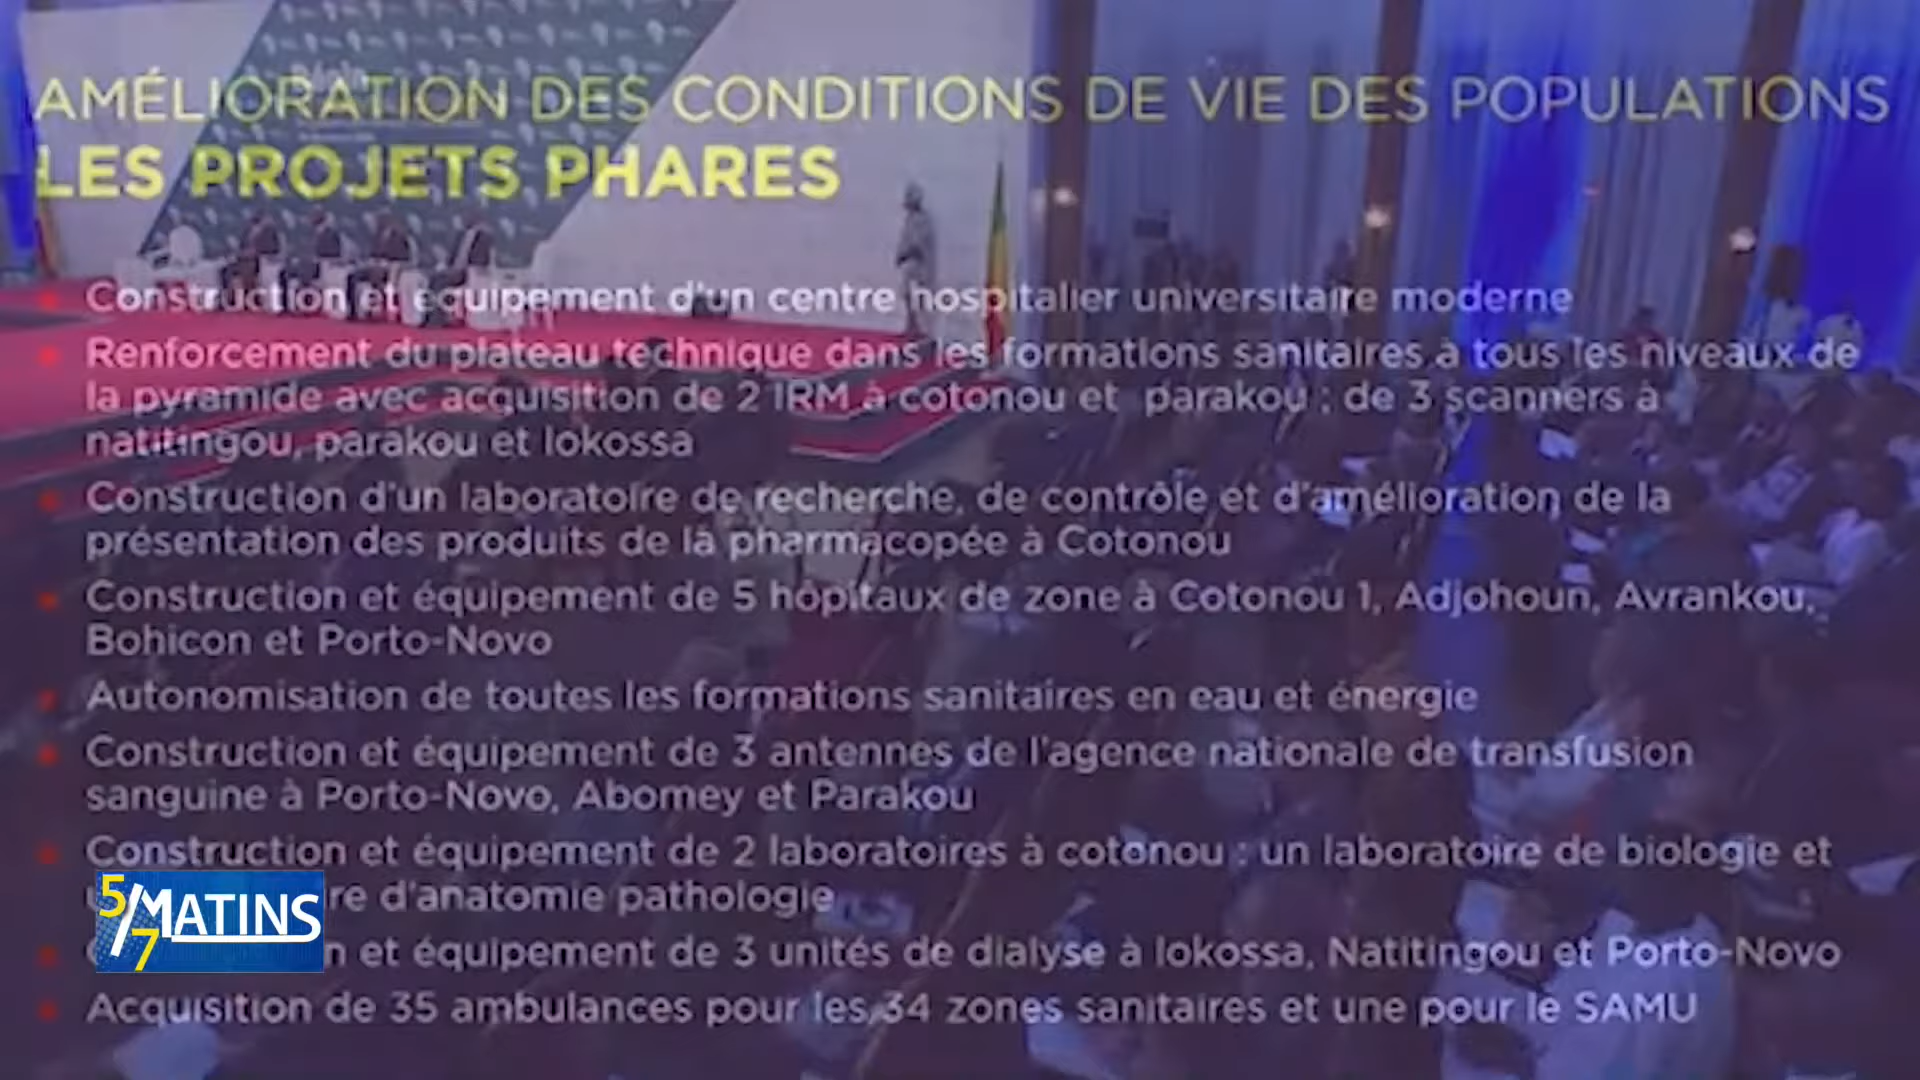 AMÉLIORATION DES CONDITIONS DE VIE DES POPULATIONS
LES PROJETS PHARES
Construction et équipement d'un centre hospitalier universitaire moderne
Renforcement du plateau technique dans les formations sanitaires à tous les niveaux de
la pyramide avec acquisition de 2 IRM à cotonou et parakou ; de 3 scanners à
natitingou, parakou et lokossa
Construction d'un laboratoire de recherche, de contrôle et d'amélioration de la
présentation des produits de la pharmacopée à Cotonou
Construction et équipement de 5 hôpitaux de zone à Cotonou 1, Adjohoun, Avrankou,
Bohicon et Porto-Novo
Autonomisation de toutes les formations sanitaires en eau et énergie
Construction et équipement de 3 antennes de l'agence nationale de transfusion
sanguine à Porto-Novo, Abomey et Parakou
Construction et équipement de 2 laboratoires à cotonou : un laboratoire de biologie et
d'anatomie pathologie
et équipement de 3 unités de dialyse à lokossa, Natitingou et Porto-Novo
Acquisition de 35 ambulances pour les 34 zones sanitaires et une pour le SAMU
5/7 MATINS